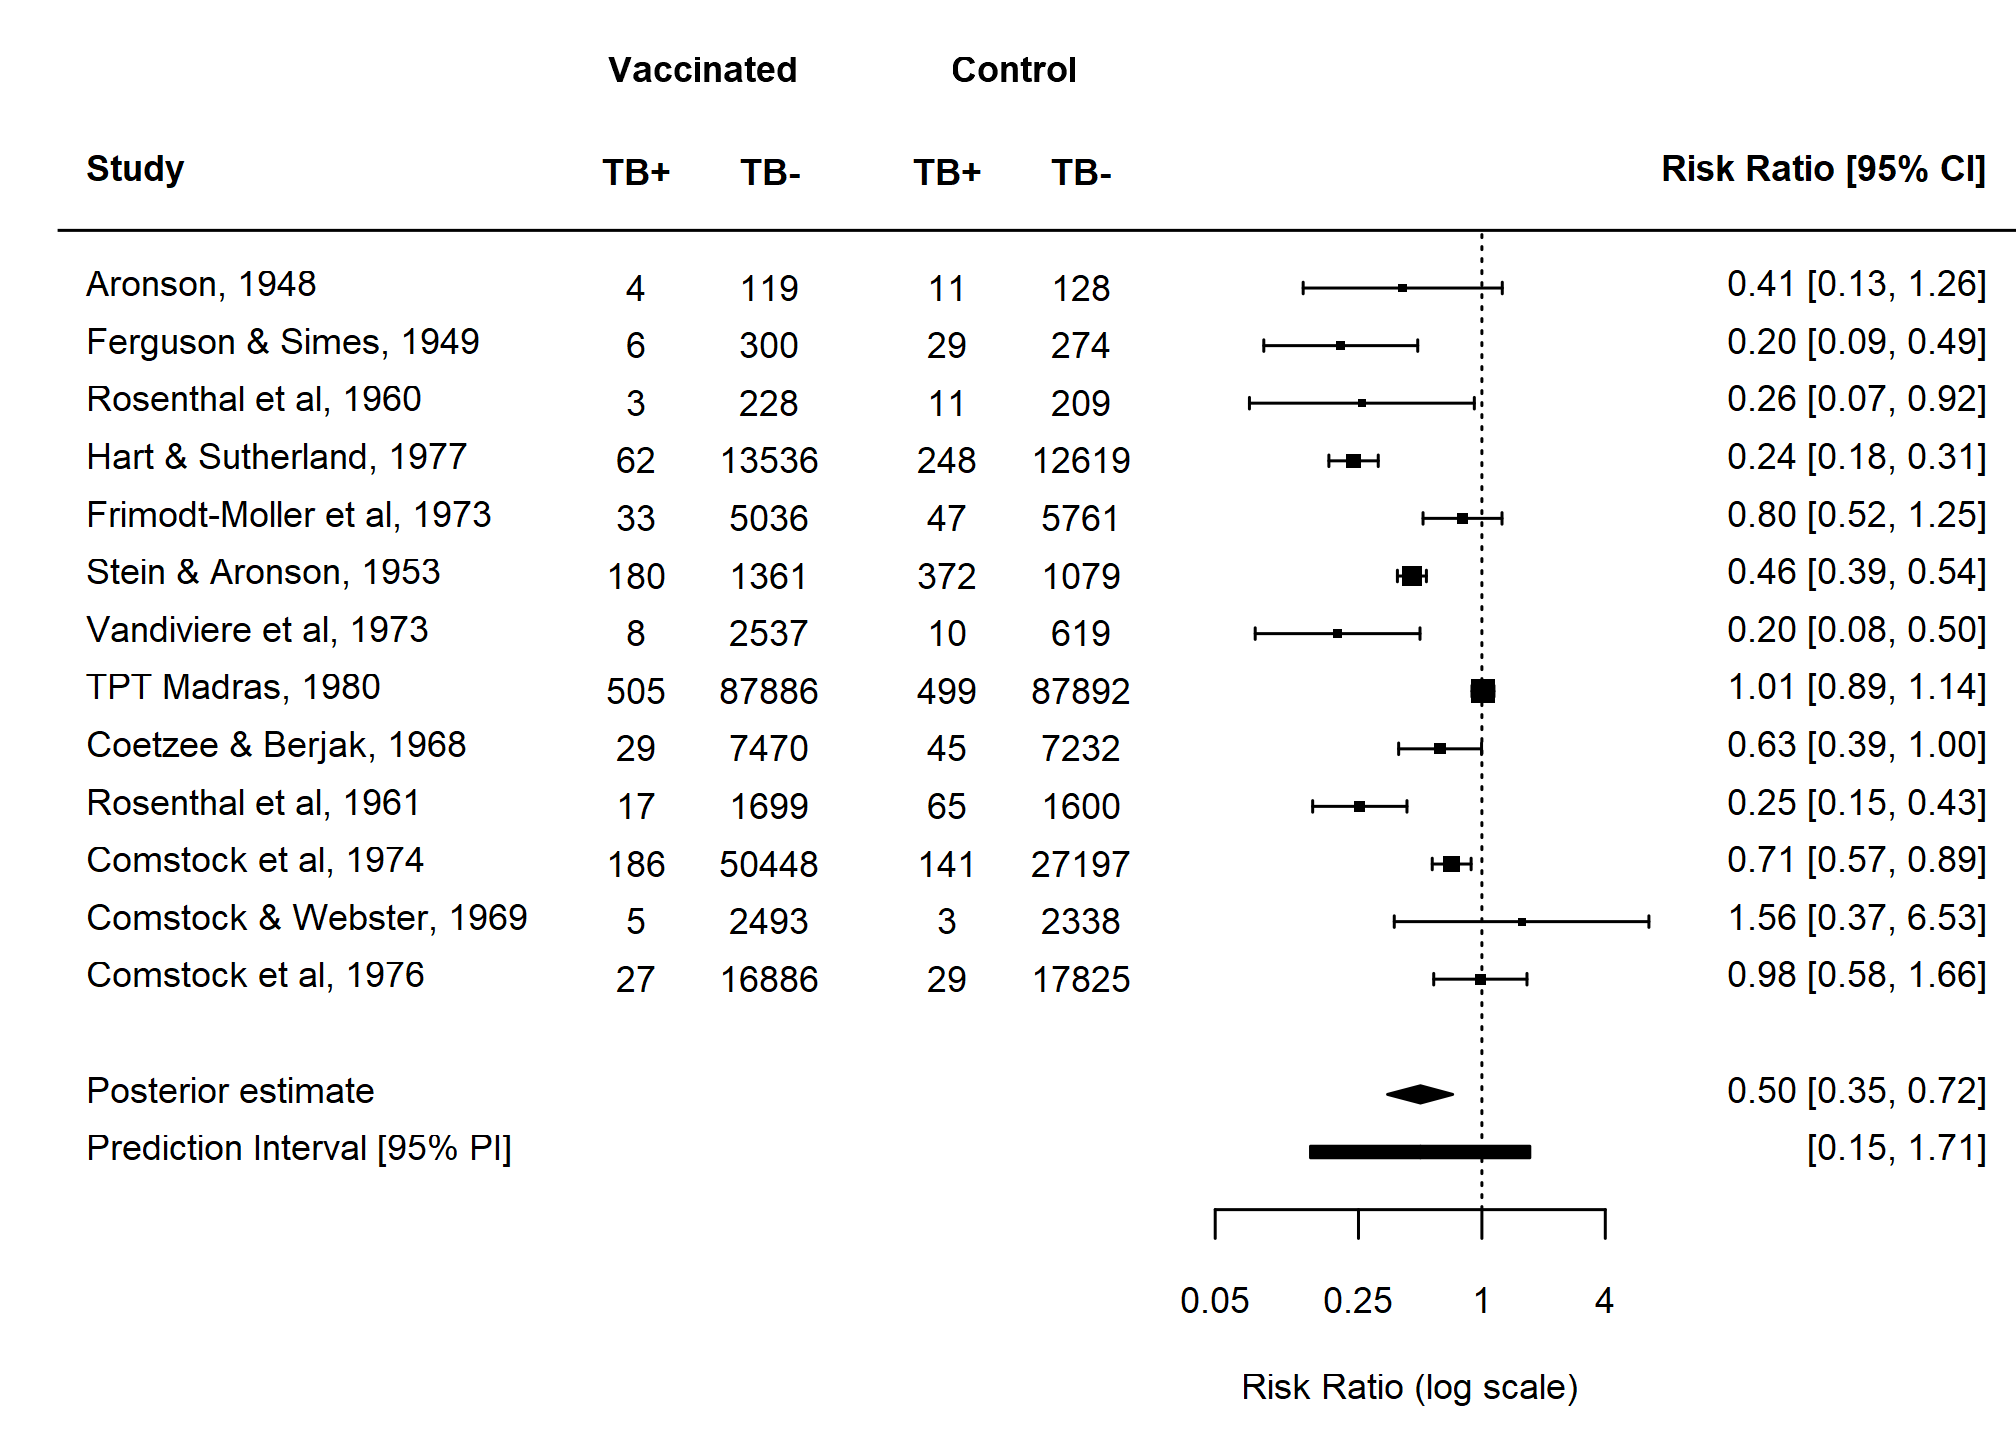 Vaccinated Control
Study TB+ TB- TB+ TB- Risk Ratio [95% CI]
Aronson, 1948 4 119 11 128 0.41 [0.13, 1.26]
Ferguson & Simes, 1949 6 300 29 274 0.20 [0.09, 0.49]
Rosenthal et al, 1960 3 228 11 209 0.26 [0.07, 0.92]
Hart & Sutherland, 1977 62 13536 248 12619 0.24 [0.18, 0.31]
Frimodt-Moller et al, 1973 33 5036 47 5761 0.80 [0.52, 1.25]
Stein & Aronson, 1953 180 1361 372 1079 0.46 [0.39, 0.54]
Vandiviere et al, 1973 8 2537 10 619 0.20 [0.08, 0.50]
TPT Madras, 1980 505 87886 499 87892 1.01 [0.89, 1.14]
Coetzee & Berjak, 1968 29 7470 45 7232 0.63 [0.39, 1.00]
Rosenthal et al, 1961 17 1699 65 1600 0.25 [0.15, 0.43]
Comstock et al, 1974 186 50448 141 27197 0.71 [0.57, 0.89]
Comstock & Webster, 1969 5 2493 3 2338 1.56 [0.37, 6.53]
Comstock et al, 1976 27 16886 29 17825 0.98 [0.58, 1.66]
Posterior estimate 0.50 [0.35, 0.72]
Prediction Interval [95% PI] [0.15, 1.71]
0.05 0.25 1 4
Risk Ratio (log scale)